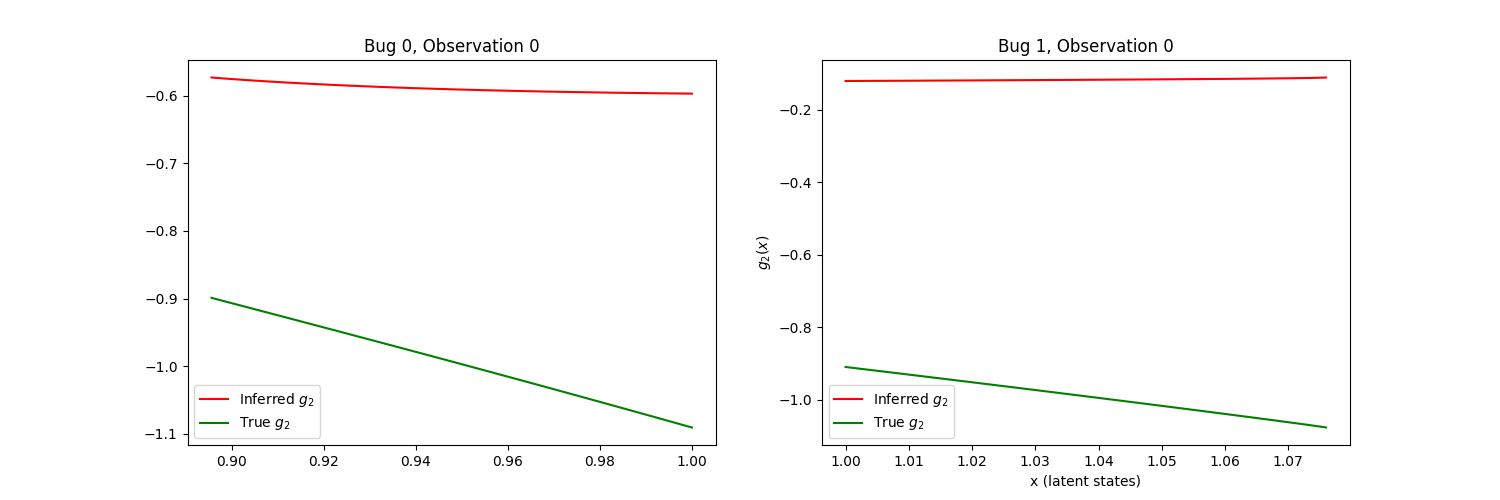 Bug 0, Observation 0
−0.6
−0.7
−0.8
−0.9
−1.0
−1.1
Inferred g₂
True g₂
0.90 0.92 0.94 0.96 0.98 1.00
Bug 1, Observation 0
g₂(x)
−0.2
−0.4
−0.6
−0.8
−1.0
Inferred g₂
True g₂
1.00 1.01 1.02 1.03 1.04 1.05 1.06 1.07
x (latent states)